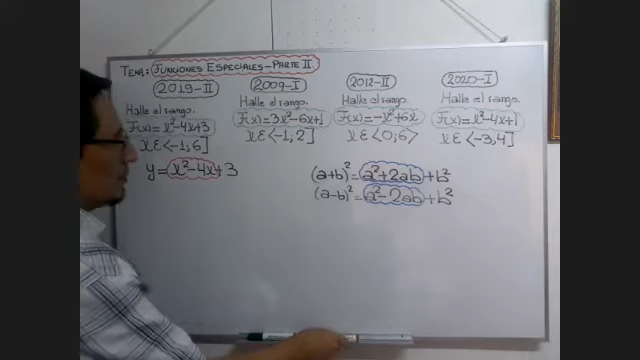 TEMA: FUNCIONES ESPECIALES-PARTE II
2019-II
Halle el rango.
F(x)=x²-4x+3
x∈<-1,6]
2009-I
Halle el rango.
F(x)=3x²-6x+1
x∈<-1,2]
2012-II
Halle el rango.
F(x)=-x²+6x
x∈<0;6>
2020-I
Halle el rango.
F(x)=x²-4x+1
x∈<-3,4]
y=x²-4x+3
(a+b)²=a²+2ab+b²
(a-b)²=a²-2ab+b²